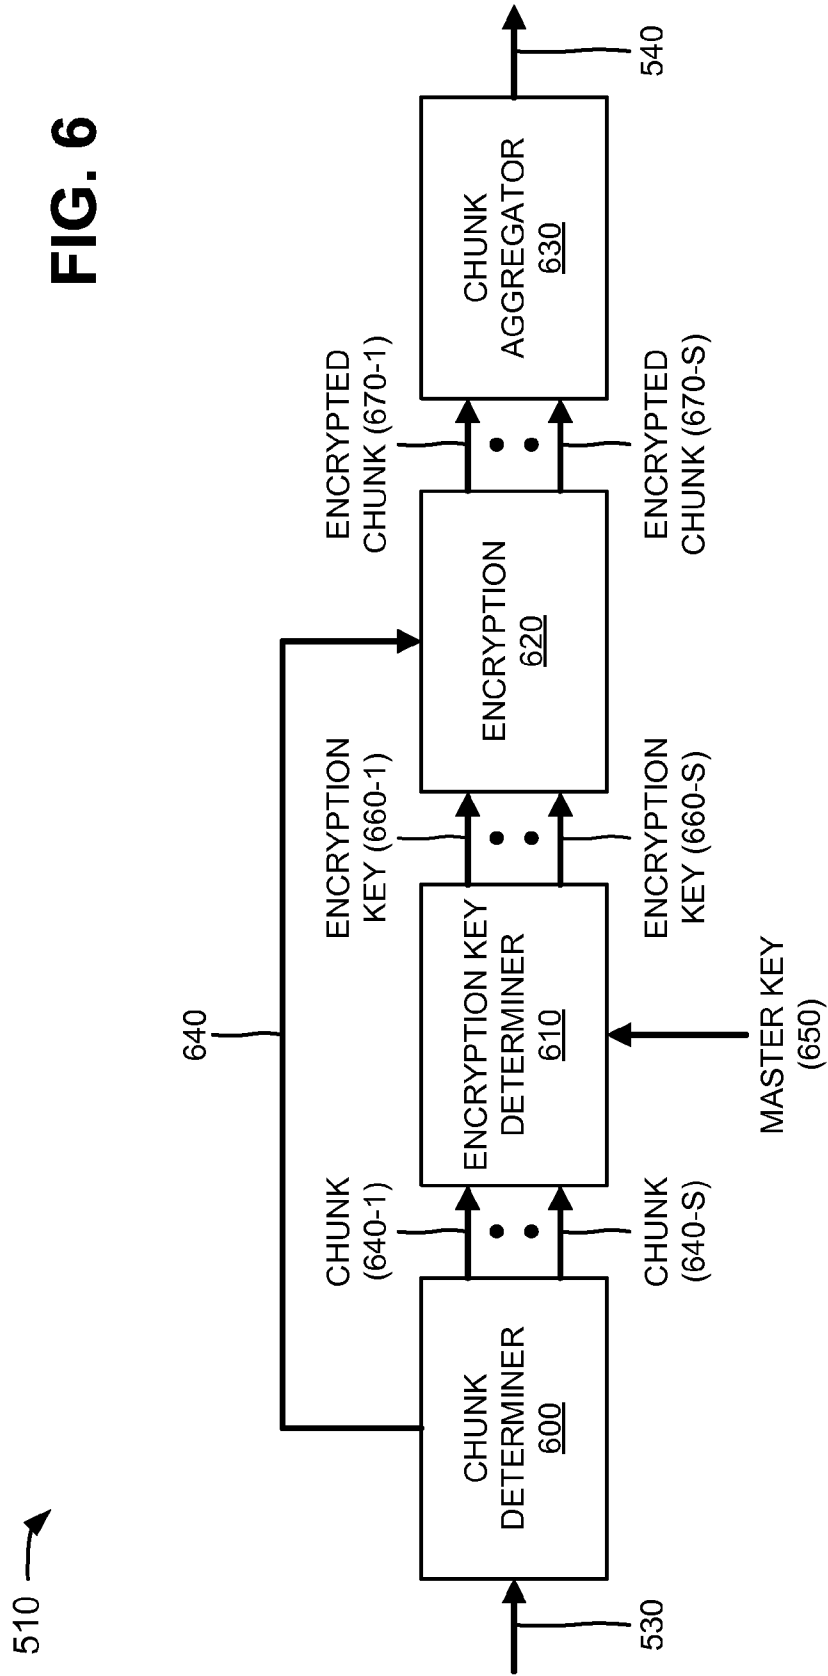 FIG. 6
510
640
CHUNK
(640-1)
ENCRYPTION
KEY (660-1)
ENCRYPTED
CHUNK (670-1)
530
CHUNK
DETERMINER
600
ENCRYPTION KEY
DETERMINER
610
ENCRYPTION
620
CHUNK
AGGREGATOR
630
540
CHUNK
(640-S)
ENCRYPTION
KEY (660-S)
ENCRYPTED
CHUNK (670-S)
MASTER KEY
(650)